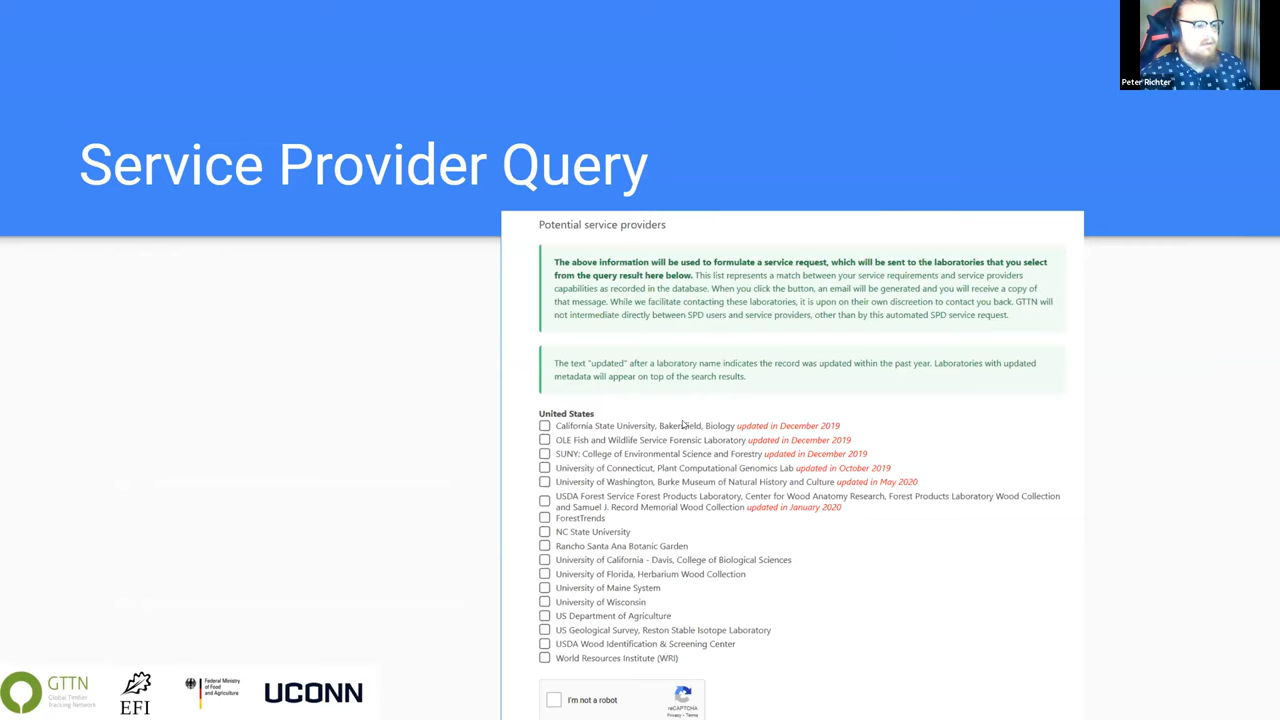 Peter Richter
Service Provider Query
Potential service providers
The above information will be used to formulate a service request, which will be sent to the laboratories that you select
from the query result here below. This list represents a match between your service requirements and service providers
capabilities as recorded in the database. When you click the button, an email will be generated and you will receive a copy of
that message. While we facilitate contacting these laboratories, it is upon on their own discreetion to contact you back. GTTN will
not intermediate directly between SPD users and service providers, other than by this automated SPD service request.
The text "updated" after a laboratory name indicates the record was updated within the past year. Laboratories with updated
metadata will appear on top of the search results.
United States
California State University, Bakersfield, Biology updated in December 2019
OLE Fish and Wildlife Service Forensic Laboratory updated in December 2019
SUNY: College of Environmental Science and Forestry updated in December 2019
University of Connecticut, Plant Computational Genomics Lab updated in October 2019
University of Washington, Burke Museum of Natural History and Culture updated in May 2020
USDA Forest Service Forest Products Laboratory, Center for Wood Anatomy Research, Forest Products Laboratory Wood Collection
and Samuel J. Record Memorial Wood Collection updated in January 2020
ForestTrends
NC State University
Rancho Santa Ana Botanic Garden
University of California - Davis, College of Biological Sciences
University of Florida, Herbarium Wood Collection
University of Maine System
University of Wisconsin
US Department of Agriculture
US Geological Survey, Reston Stable Isotope Laboratory
USDA Wood Identification & Screening Center
World Resources Institute (WRI)
I'm not a robot
reCAPTCHA
Privacy - Terms
GTTN
Global Timber
Tracking Network
EFI
Federal Ministry
of Food
and Agriculture
UCONN